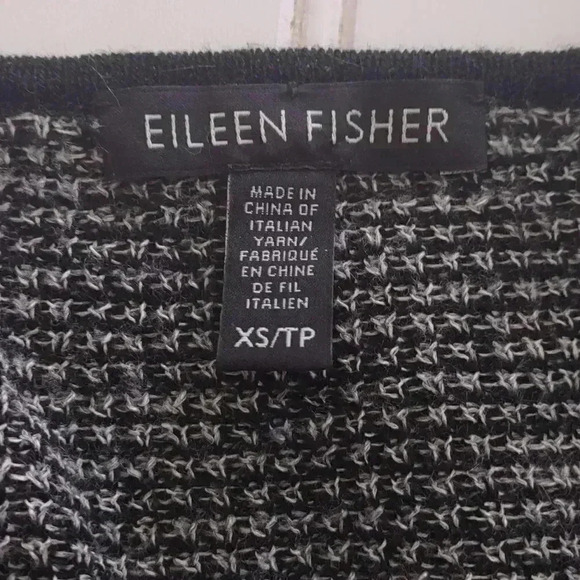 EILEEN FISHER
MADE IN
CHINA OF
ITALIAN
YARN/
FABRIQUÉ
EN CHINE
DE FIL
ITALIEN
XS/TP